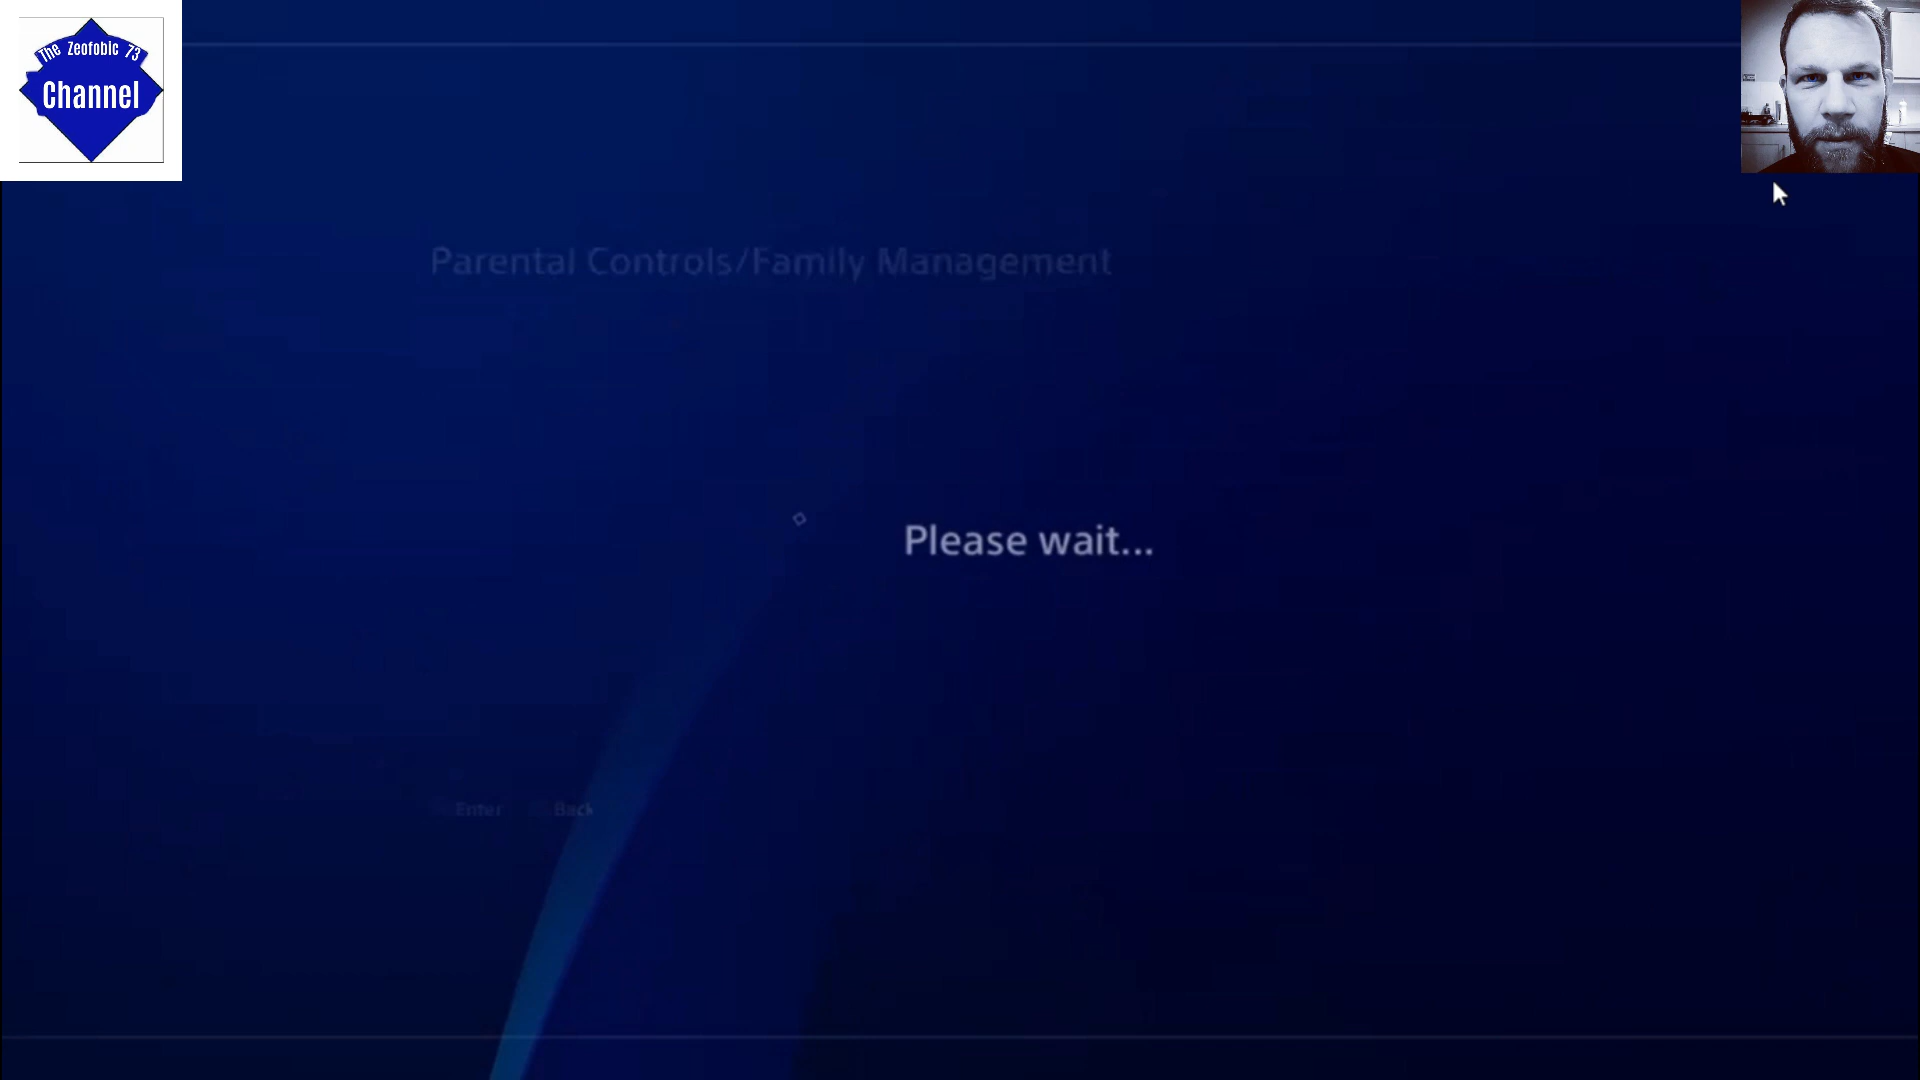 The Zeofobic 73
Channel
Parental Controls/Family Management
Please wait...
Enter Back